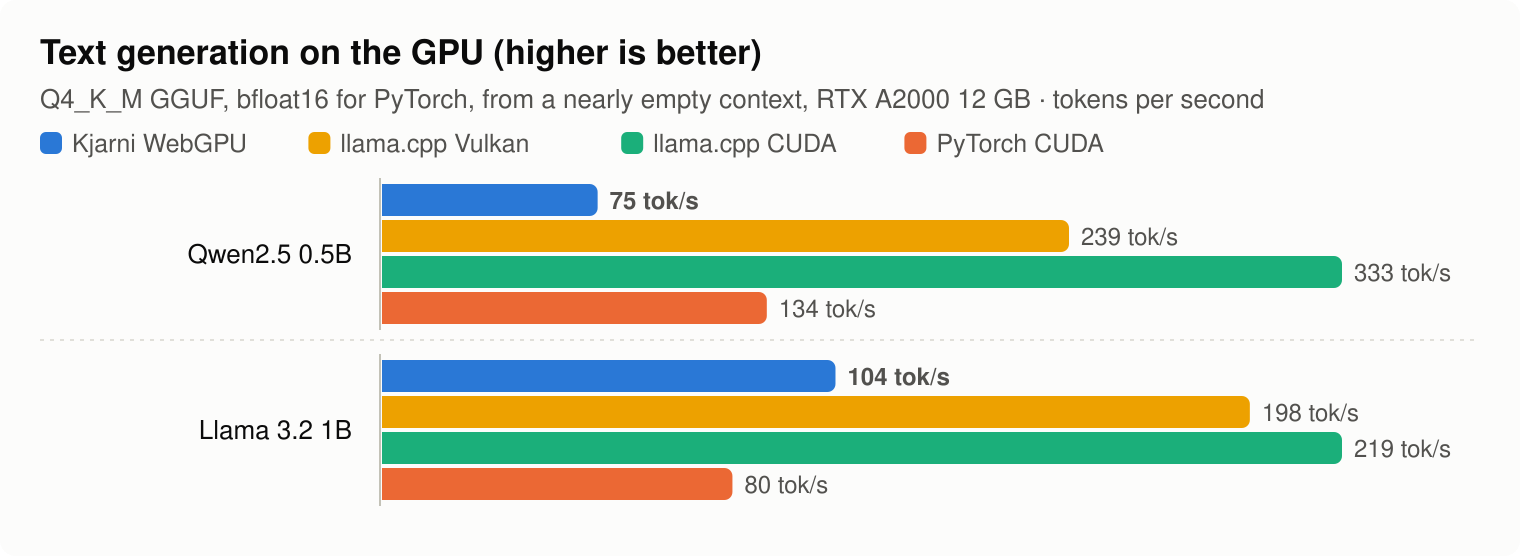 Text generation on the GPU (higher is better)
Q4_K_M GGUF, bfloat16 for PyTorch, from a nearly empty context, RTX A2000 12 GB · tokens per second
Kjarni WebGPU llama.cpp Vulkan llama.cpp CUDA PyTorch CUDA
Qwen2.5 0.5B
75 tok/s
239 tok/s
333 tok/s
134 tok/s
Llama 3.2 1B
104 tok/s
198 tok/s
219 tok/s
80 tok/s